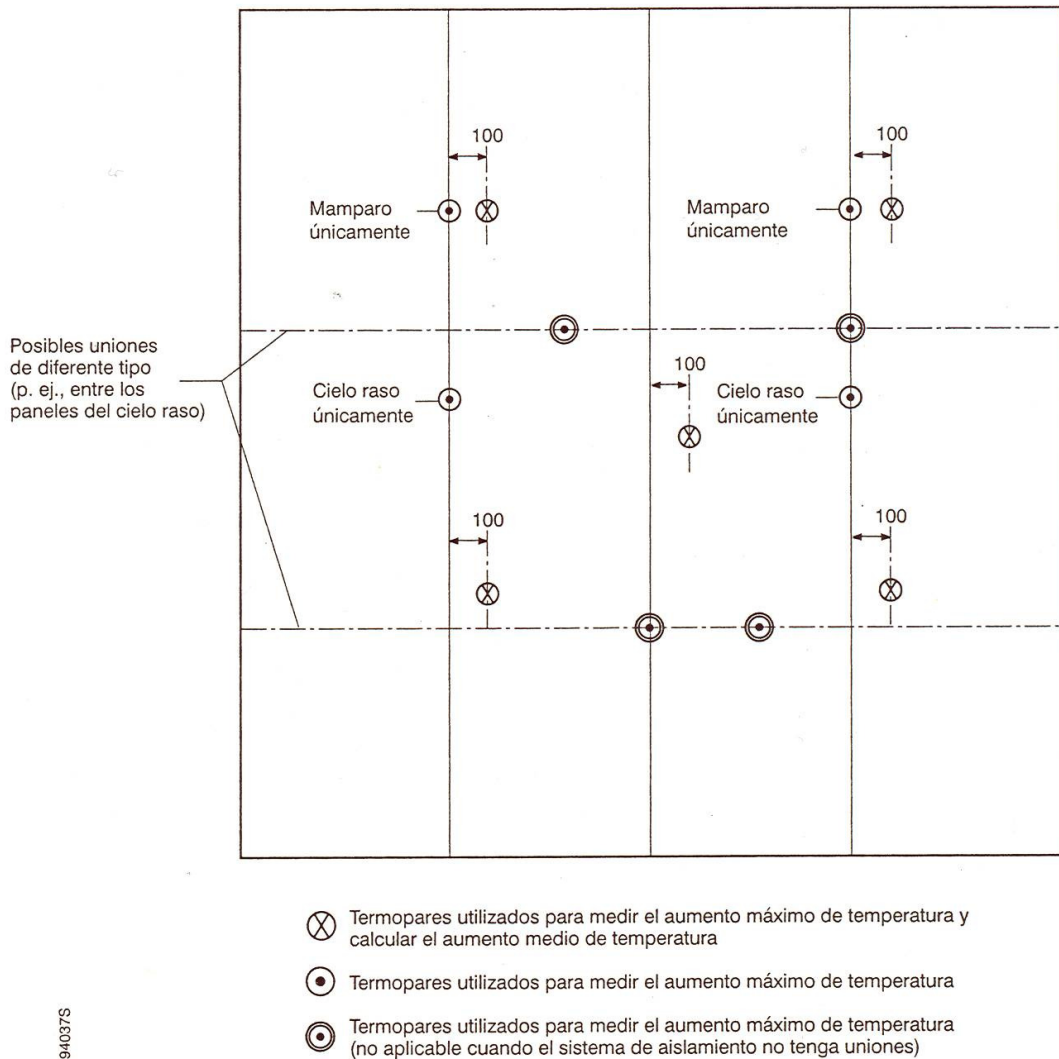 100
100
Mamparo
únicamente
Mamparo
únicamente
Posibles uniones
de diferente tipo
(p. ej., entre los
paneles del cielo raso)
100
Cielo raso
únicamente
Cielo raso
únicamente
100
100
Termopares utilizados para medir el aumento máximo de temperatura y
calcular el aumento medio de temperatura
Termopares utilizados para medir el aumento máximo de temperatura
Termopares utilizados para medir el aumento máximo de temperatura
(no aplicable cuando el sistema de aislamiento no tenga uniones)
94037S